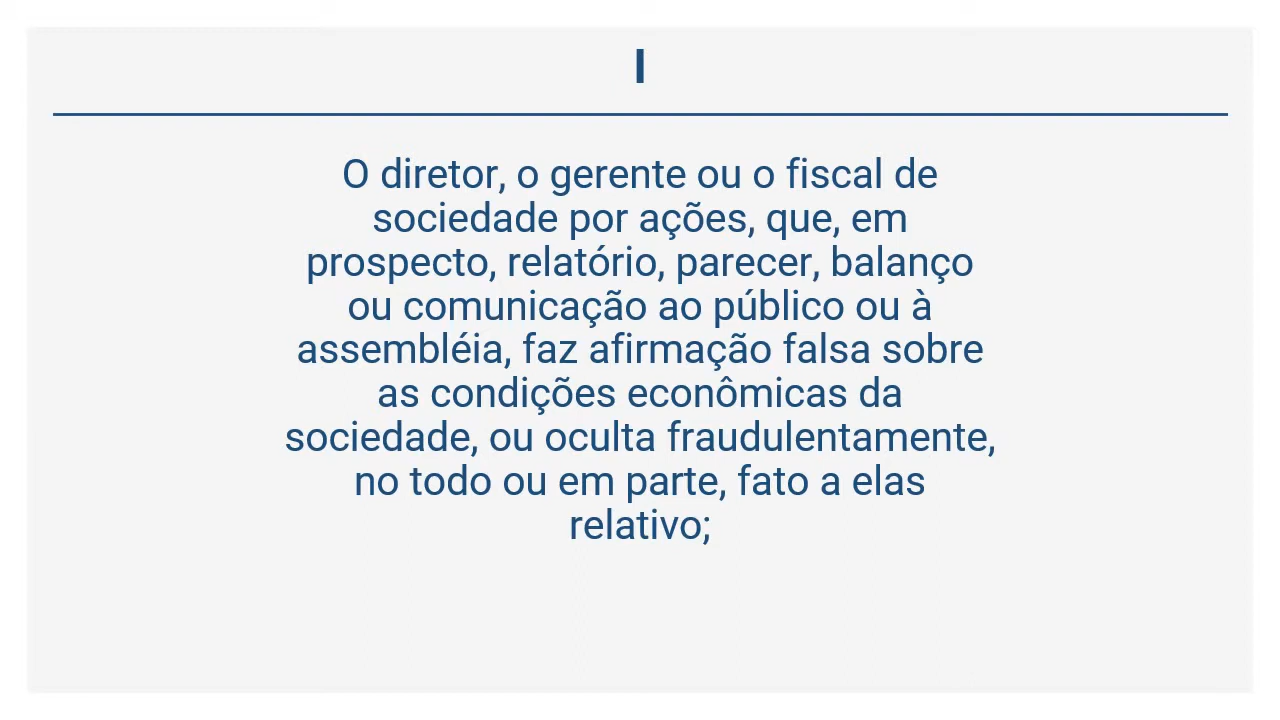 I
O diretor, o gerente ou o fiscal de
sociedade por ações, que, em
prospecto, relatório, parecer, balanço
ou comunicação ao público ou à
assembléia, faz afirmação falsa sobre
as condições econômicas da
sociedade, ou oculta fraudulentamente,
no todo ou em parte, fato a elas
relativo;